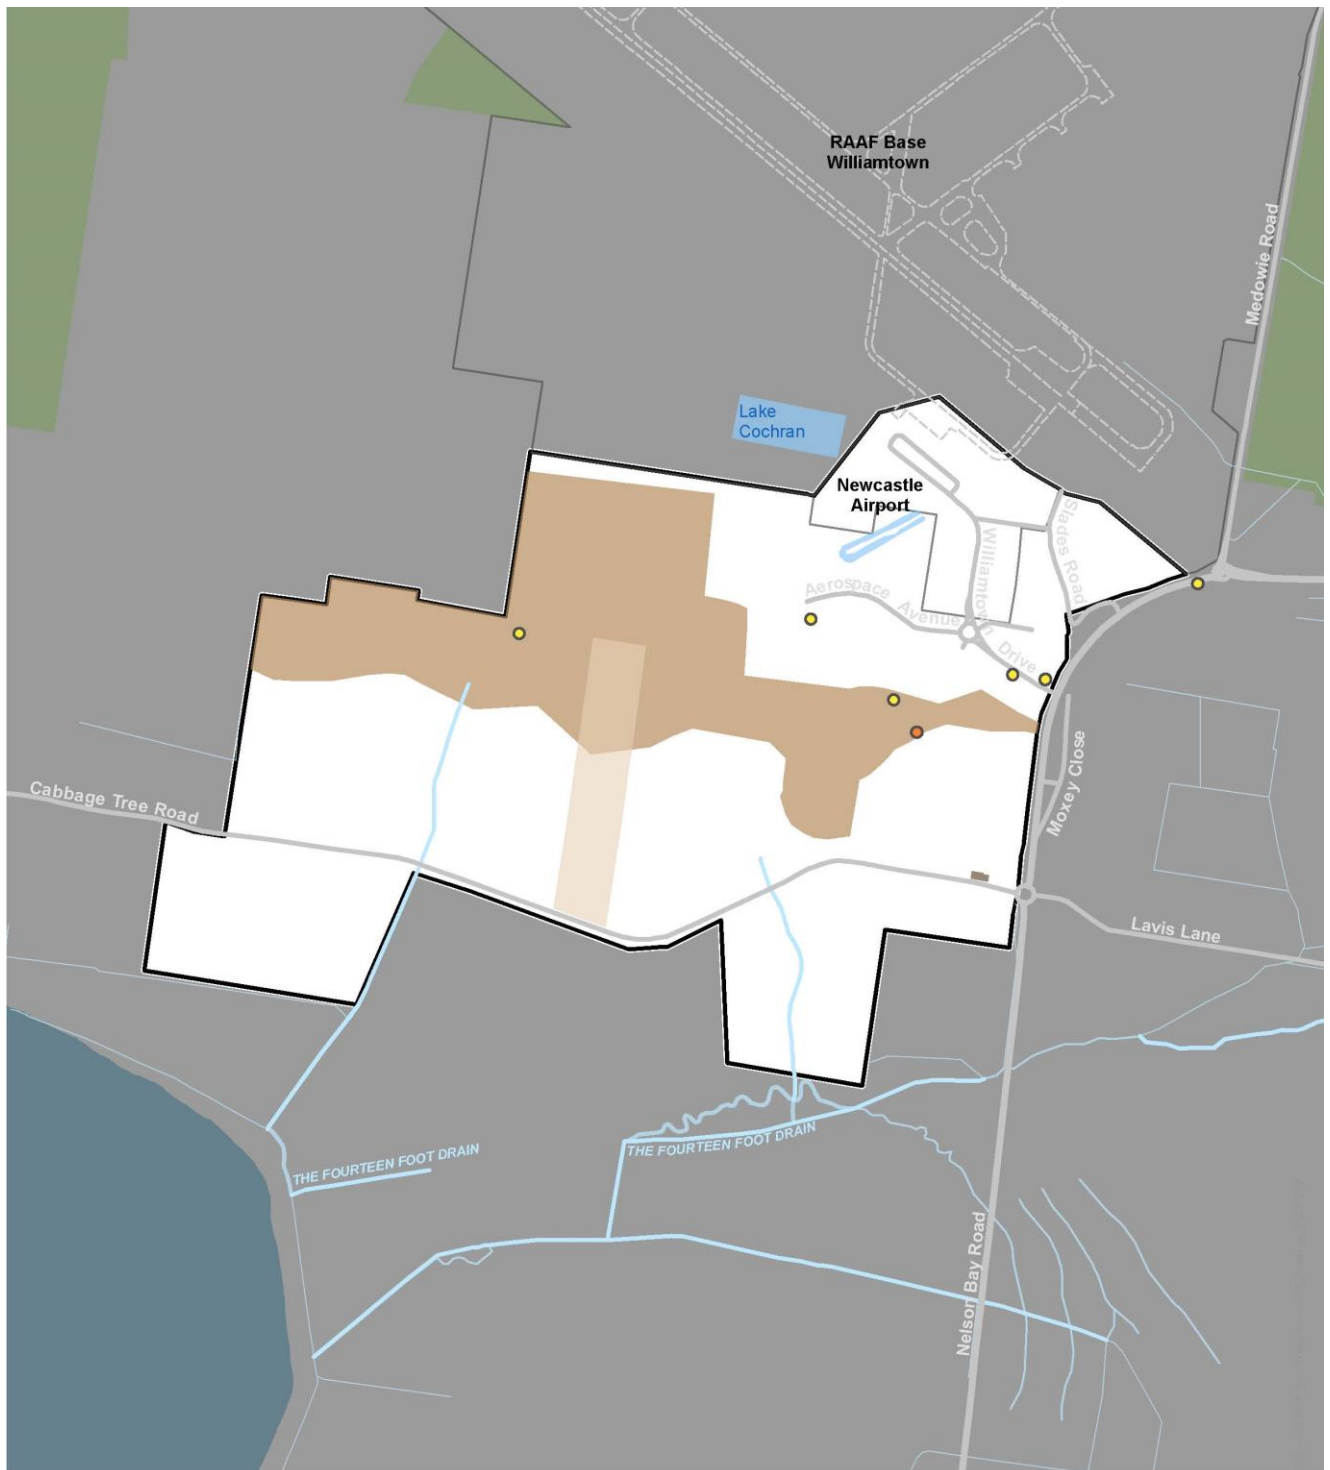 RAAF Base
Williamtown
Medowie Road
Lake
Cochran
Newcastle
Airport
Slades Road
Williamtown Drive
Aerospace Avenue
Cabbage Tree Road
Moxey Close
Lavis Lane
THE FOURTEEN FOOT DRAIN
THE FOURTEEN FOOT DRAIN
Nelson Bay Road